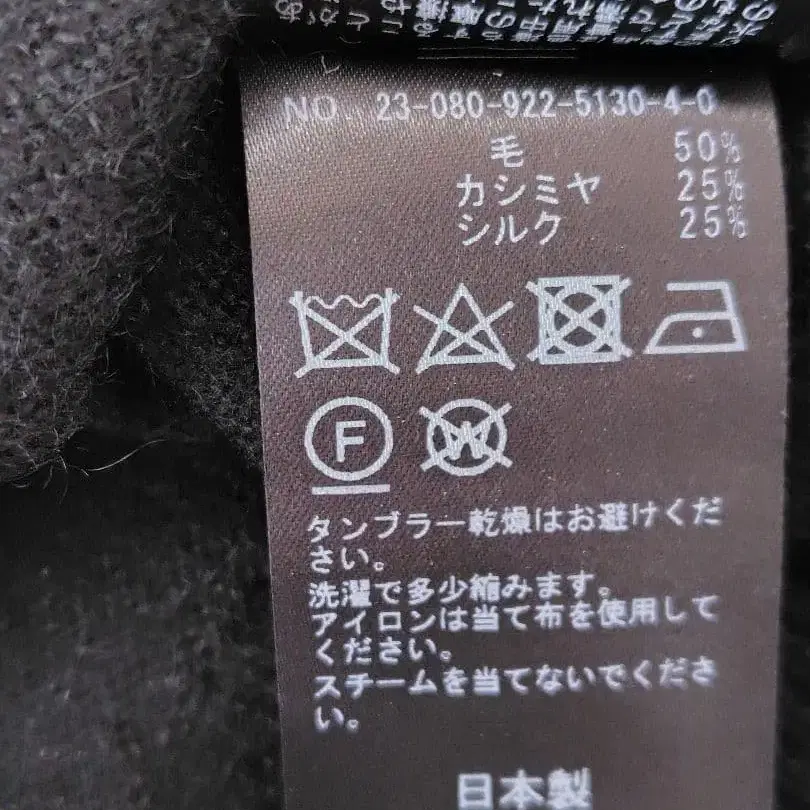 NO. 23-080-922-5130-4-0
毛 50%
カシミヤ 25%
シルク 25%
F
W
タンブラー乾燥はお避けくだ
さい。
洗濯で多少縮みます。
アイロンは当て布を使用して
ください。
スチームを当てないでくださ
い。
日本製